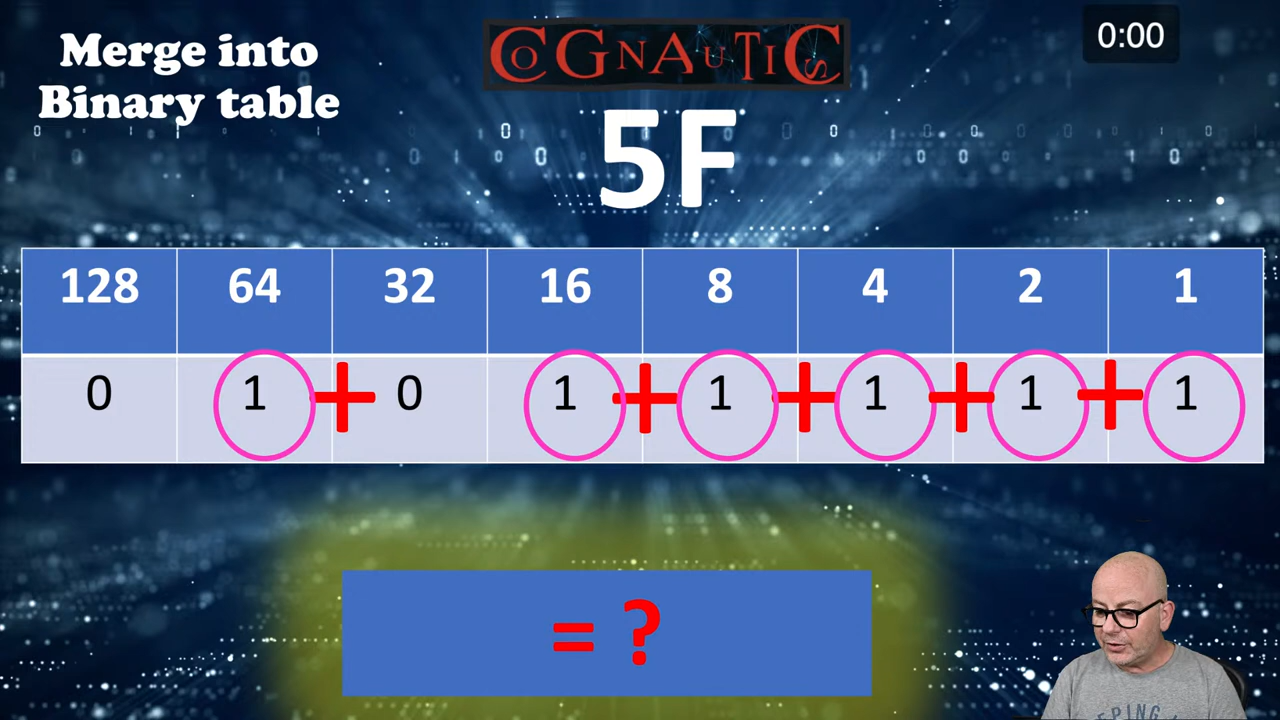 Merge into
Binary table
COGNAUTICS
0:00
5F
128 64 32 16 8 4 2 1
0 1 + 0 1 + 1 + 1 + 1 + 1
= ?